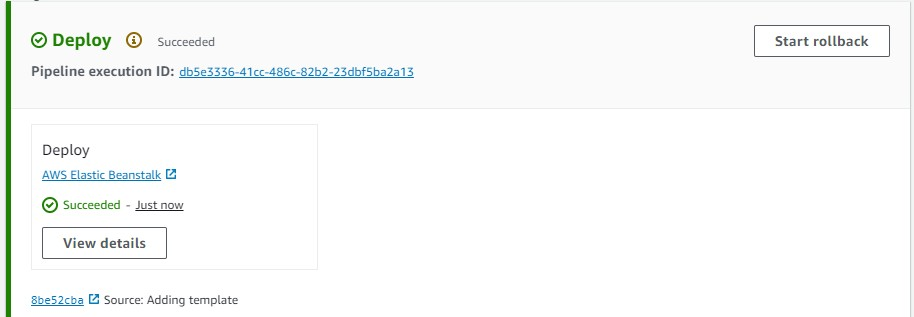 Deploy Succeeded
Start rollback
Pipeline execution ID: db5e3336-41cc-486c-82b2-23dbf5ba2a13
Deploy
AWS Elastic Beanstalk
Succeeded - Just now
View details
8be52cba Source: Adding template